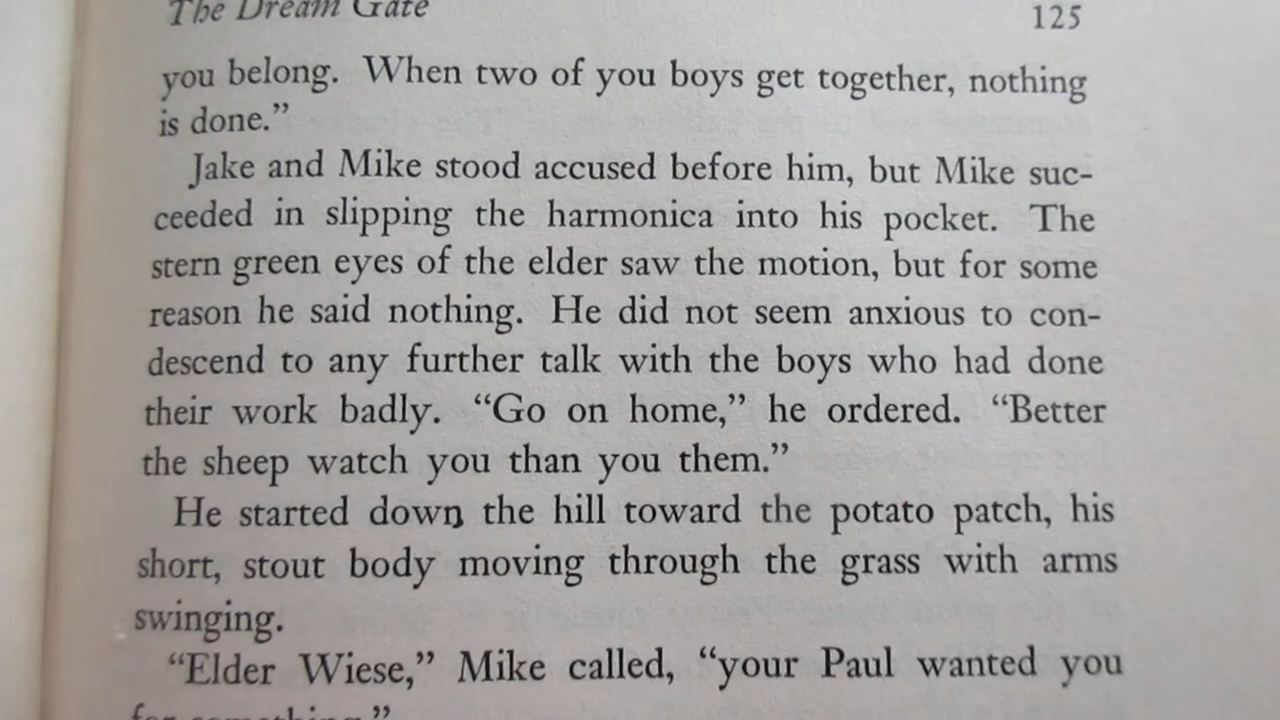 The Dream Gate 125
you belong. When two of you boys get together, nothing
is done.”
Jake and Mike stood accused before him, but Mike suc-
ceeded in slipping the harmonica into his pocket. The
stern green eyes of the elder saw the motion, but for some
reason he said nothing. He did not seem anxious to con-
descend to any further talk with the boys who had done
their work badly. “Go on home,” he ordered. “Better
the sheep watch you than you them.”
He started down the hill toward the potato patch, his
short, stout body moving through the grass with arms
swinging.
“Elder Wiese,” Mike called, “your Paul wanted you
for something.”